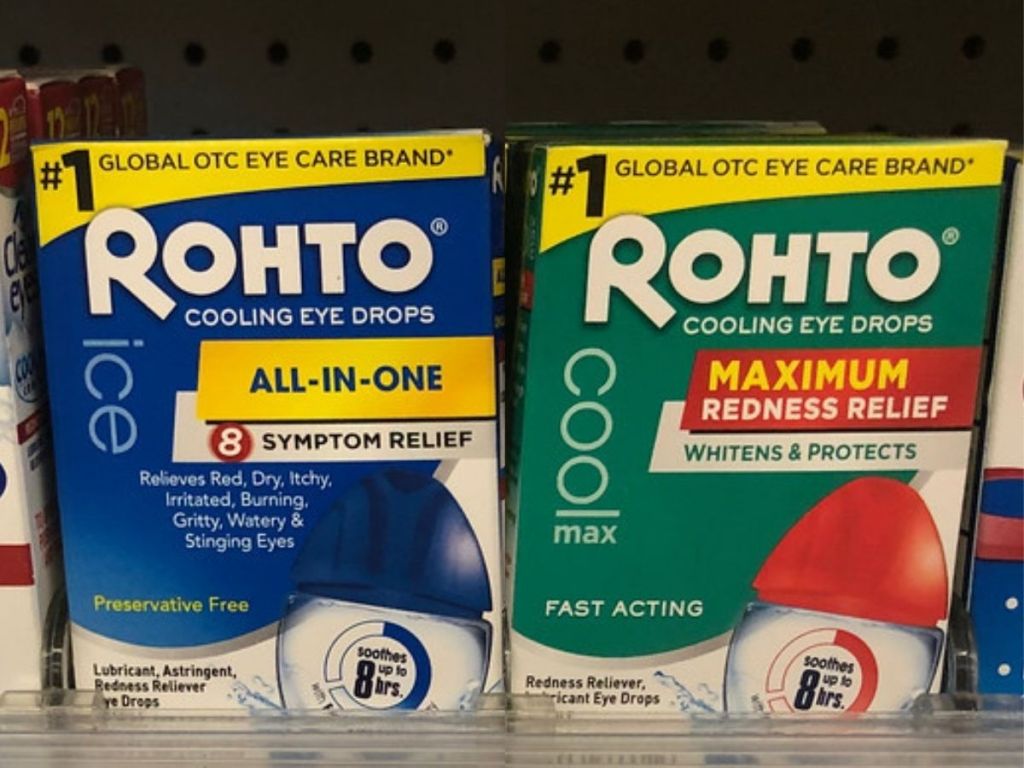 #1 GLOBAL OTC EYE CARE BRAND*
ROHTO®
COOLING EYE DROPS
ice
ALL-IN-ONE
8 SYMPTOM RELIEF
Relieves Red, Dry, Itchy,
Irritated, Burning,
Gritty, Watery &
Stinging Eyes
Preservative Free
soothes
up to
8 hrs.
Lubricant, Astringent,
Redness Reliever
Eye Drops
#1 GLOBAL OTC EYE CARE BRAND*
ROHTO®
COOLING EYE DROPS
cool
max
MAXIMUM
REDNESS RELIEF
WHITENS & PROTECTS
FAST ACTING
soothes
up to
8 hrs.
Redness Reliever,
Lubricant Eye Drops